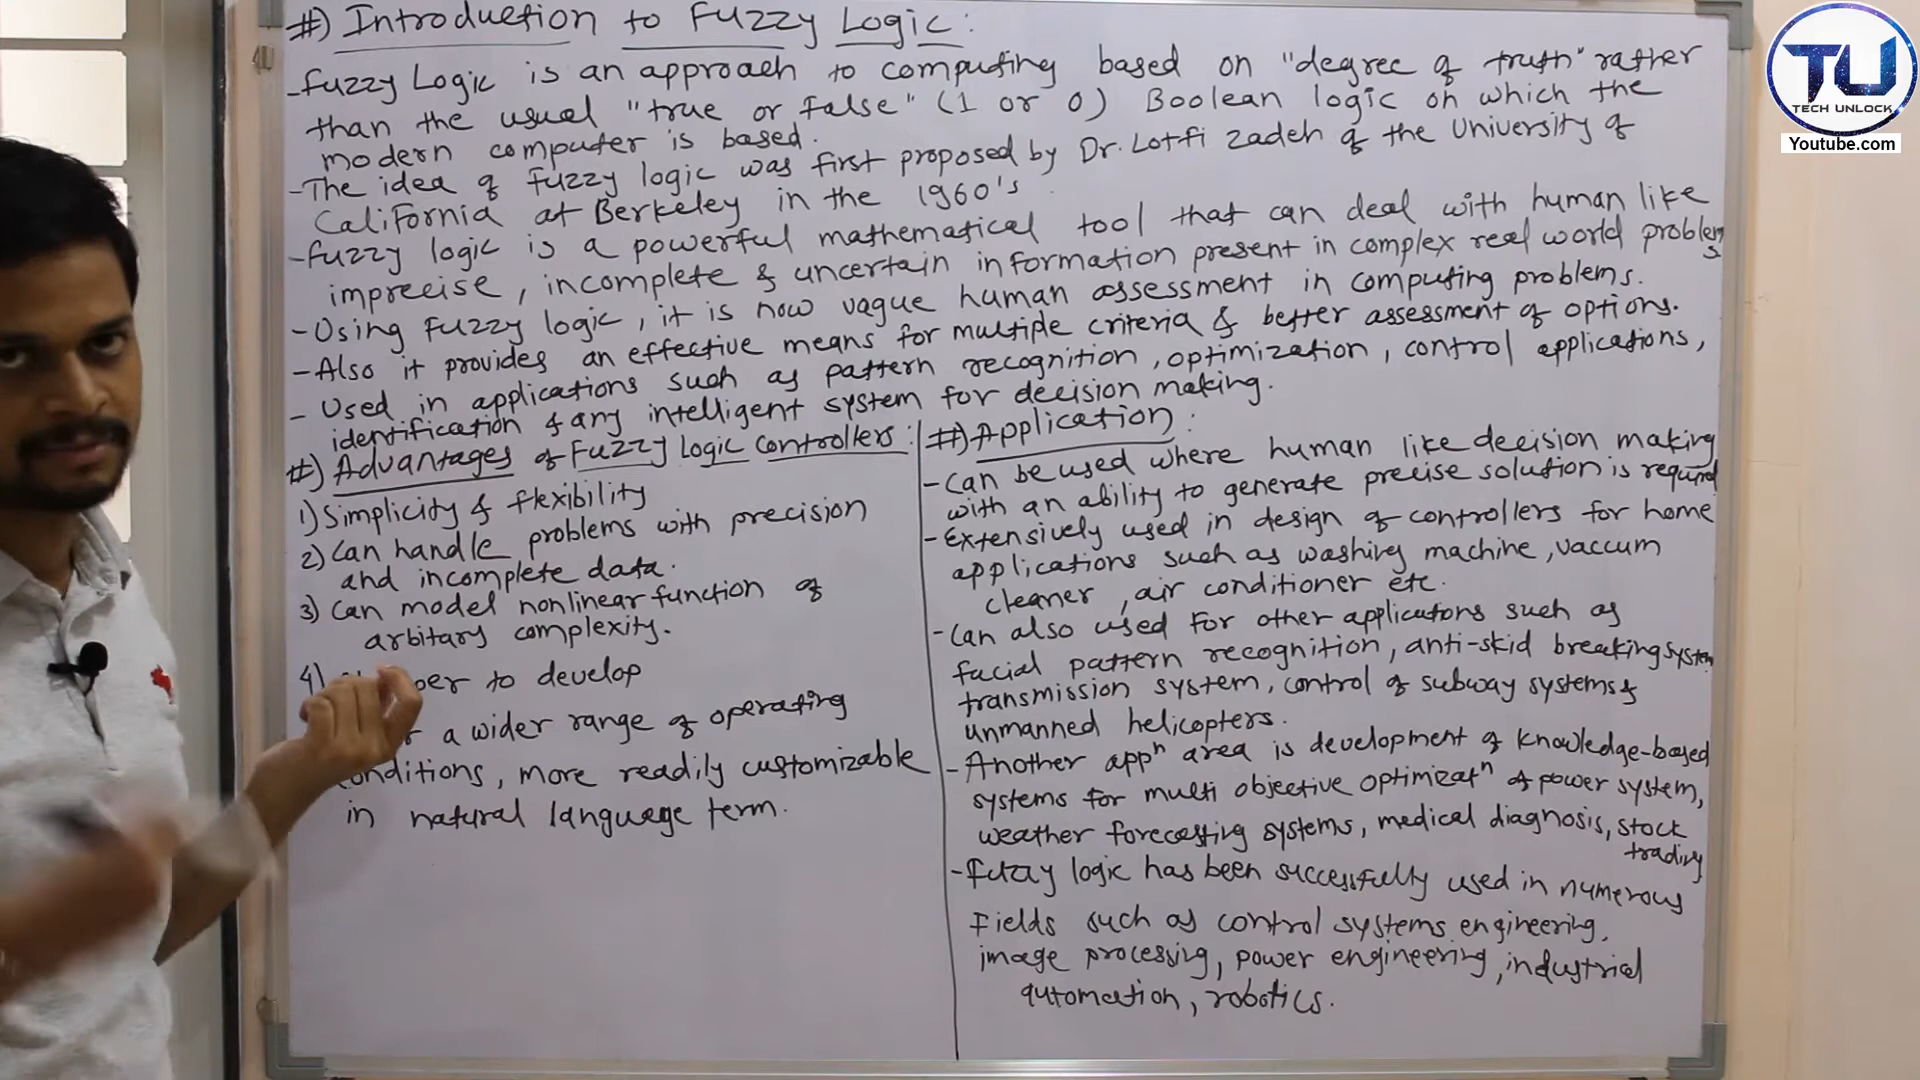 #) Introduction to Fuzzy Logic:
- Fuzzy Logic is an approach to computing based on "degree of truth" rather
than the usual "true or false" (1 or 0) Boolean logic on which the
modern computer is based.
- The idea of fuzzy logic was first proposed by Dr. Lotfi Zadeh of the University of
California at Berkeley in the 1960's.
- Fuzzy logic is a powerful mathematical tool that can deal with human like
imprecise, incomplete & uncertain information present in complex real world problems
- Using fuzzy logic, it is now vague human assessment in computing problems.
- Also it provides an effective means for multiple criteria & better assessment of options.
- Used in applications such as pattern recognition, optimization, control applications,
identification & any intelligent system for decision making.
#) Advantages of Fuzzy Logic Controllers:
1) Simplicity & flexibility
2) Can handle problems with precision
and incomplete data.
3) Can model nonlinear function of
arbitary complexity.
4) to develop
a wider range of operating
conditions, more readily customizable
in natural language term.
#) Application:
- Can be used where human like decision making
with an ability to generate precise solution is required
- Extensively used in design of controllers for home
applications such as washing machine, vaccum
cleaner, air conditioner etc.
- Can also used for other applications such as
facial pattern recognition, anti-skid breaking system
transmission system, control of subway systems &
unmanned helicopters.
- Another appⁿ area is development of knowledge-based
systems for multi objective optimizatⁿ of power system,
weather forecasting systems, medical diagnosis, stock
trading
- Fuzzy logic has been successfully used in numerous
Fields such as control systems engineering,
image processing, power engineering, industrial
automation, robotics.
TU
TECH UNLOCK
Youtube.com